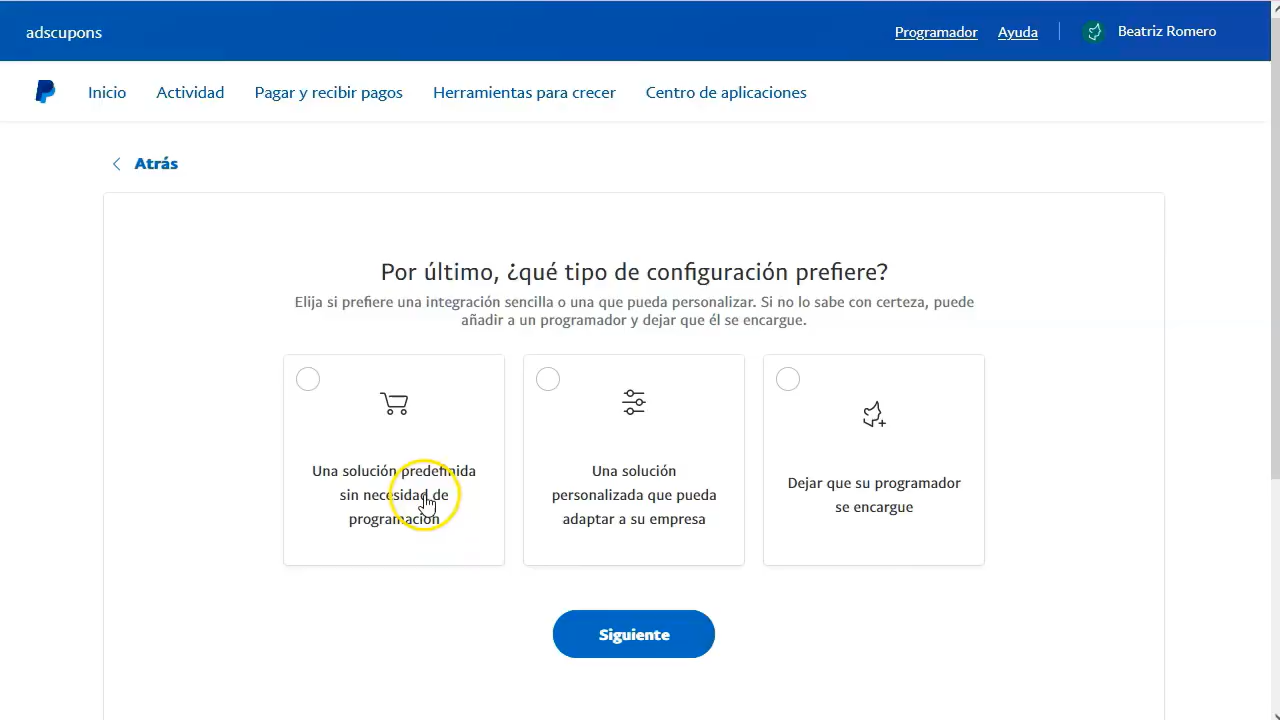 adscupons
Programador Ayuda Beatriz Romero
Inicio Actividad Pagar y recibir pagos Herramientas para crecer Centro de aplicaciones
Atrás
Por último, ¿qué tipo de configuración prefiere?
Elija si prefiere una integración sencilla o una que pueda personalizar. Si no lo sabe con certeza, puede
añadir a un programador y dejar que él se encargue.
Una solución predefinida
sin necesidad de
programación
Una solución
personalizada que pueda
adaptar a su empresa
Dejar que su programador
se encargue
Siguiente